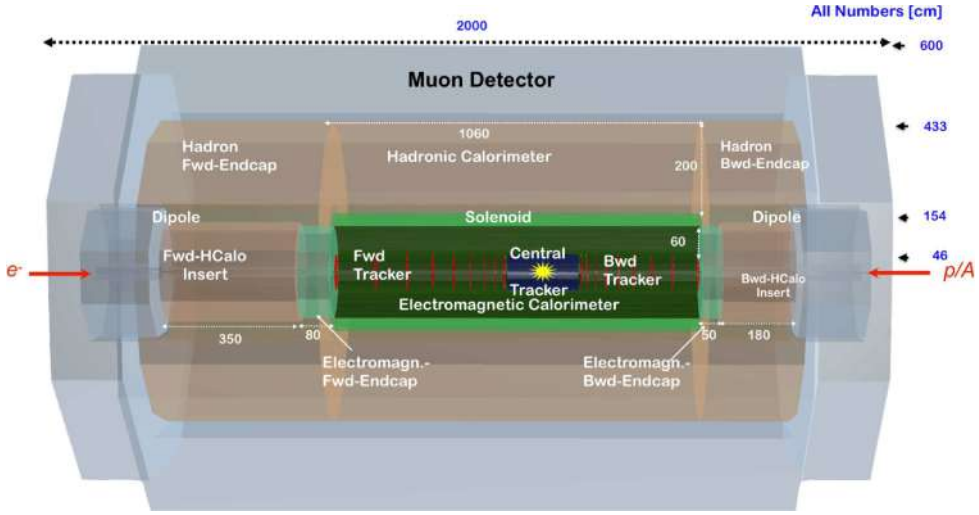 All Numbers [cm]
2000
600
Muon Detector
433
1060
Hadron
Fwd-Endcap
Hadronic Calorimeter
Hadron
Bwd-Endcap
200
Dipole
Solenoid
Dipole
154
60
46
Fwd-HCalo
Insert
Fwd
Tracker
Central
Tracker
Bwd
Tracker
Bwd-HCalo
Insert
e-
p/A
Electromagnetic Calorimeter
350
80
50
180
Electromagn.-
Fwd-Endcap
Electromagn.-
Bwd-Endcap